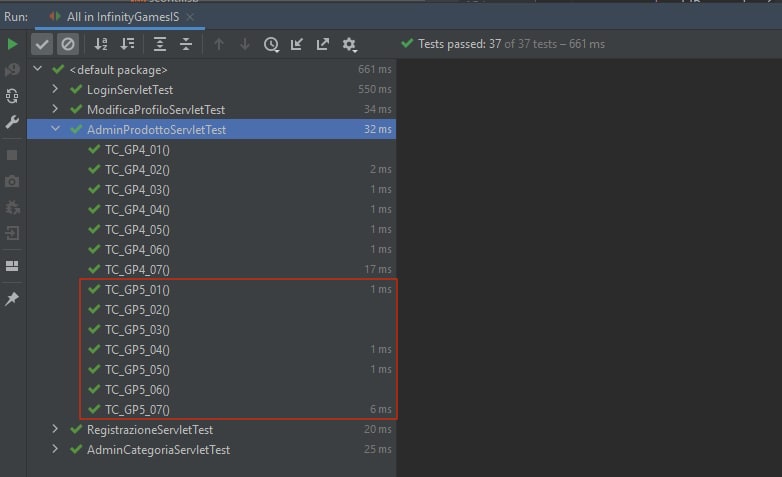 Run: All in InfinityGamesIS ×
Tests passed: 37 of 37 tests – 661 ms
<default package> 661 ms
LoginServletTest 550 ms
ModificaProfiloServletTest 34 ms
AdminProdottoServletTest 32 ms
TC_GP4_01()
TC_GP4_02() 2 ms
TC_GP4_03() 1 ms
TC_GP4_04() 1 ms
TC_GP4_05() 1 ms
TC_GP4_06() 1 ms
TC_GP4_07() 17 ms
TC_GP5_01() 1 ms
TC_GP5_02()
TC_GP5_03()
TC_GP5_04() 1 ms
TC_GP5_05() 1 ms
TC_GP5_06()
TC_GP5_07() 6 ms
RegistrazioneServletTest 20 ms
AdminCategoriaServletTest 25 ms